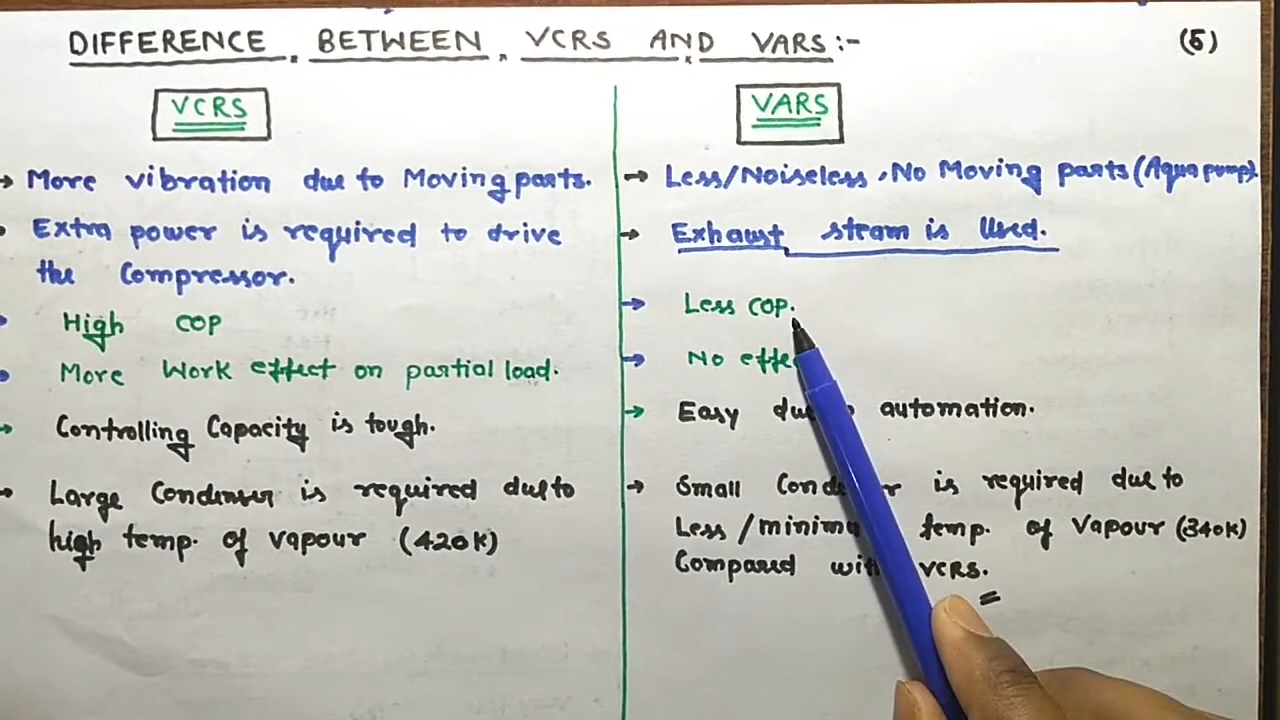 DIFFERENCE BETWEEN VCRS AND VARS:-
(5)
VCRS
→ More vibration due to Moving parts.
Extra power is required to drive
the Compressor.
High COP
More Work effect on partial load.
→ Controlling Capacity is tough.
→ Large Condenser is required due to
high temp. of vapour (420K)
VARS
→ Less/Noiseless, No Moving parts (Aqua pump).
→ Exhaust steam is Used.
→ Less COP.
→ No
→ Easy automation.
→ Small is required due to
Less/ temp. of Vapour (340K)
Compared VCRS.